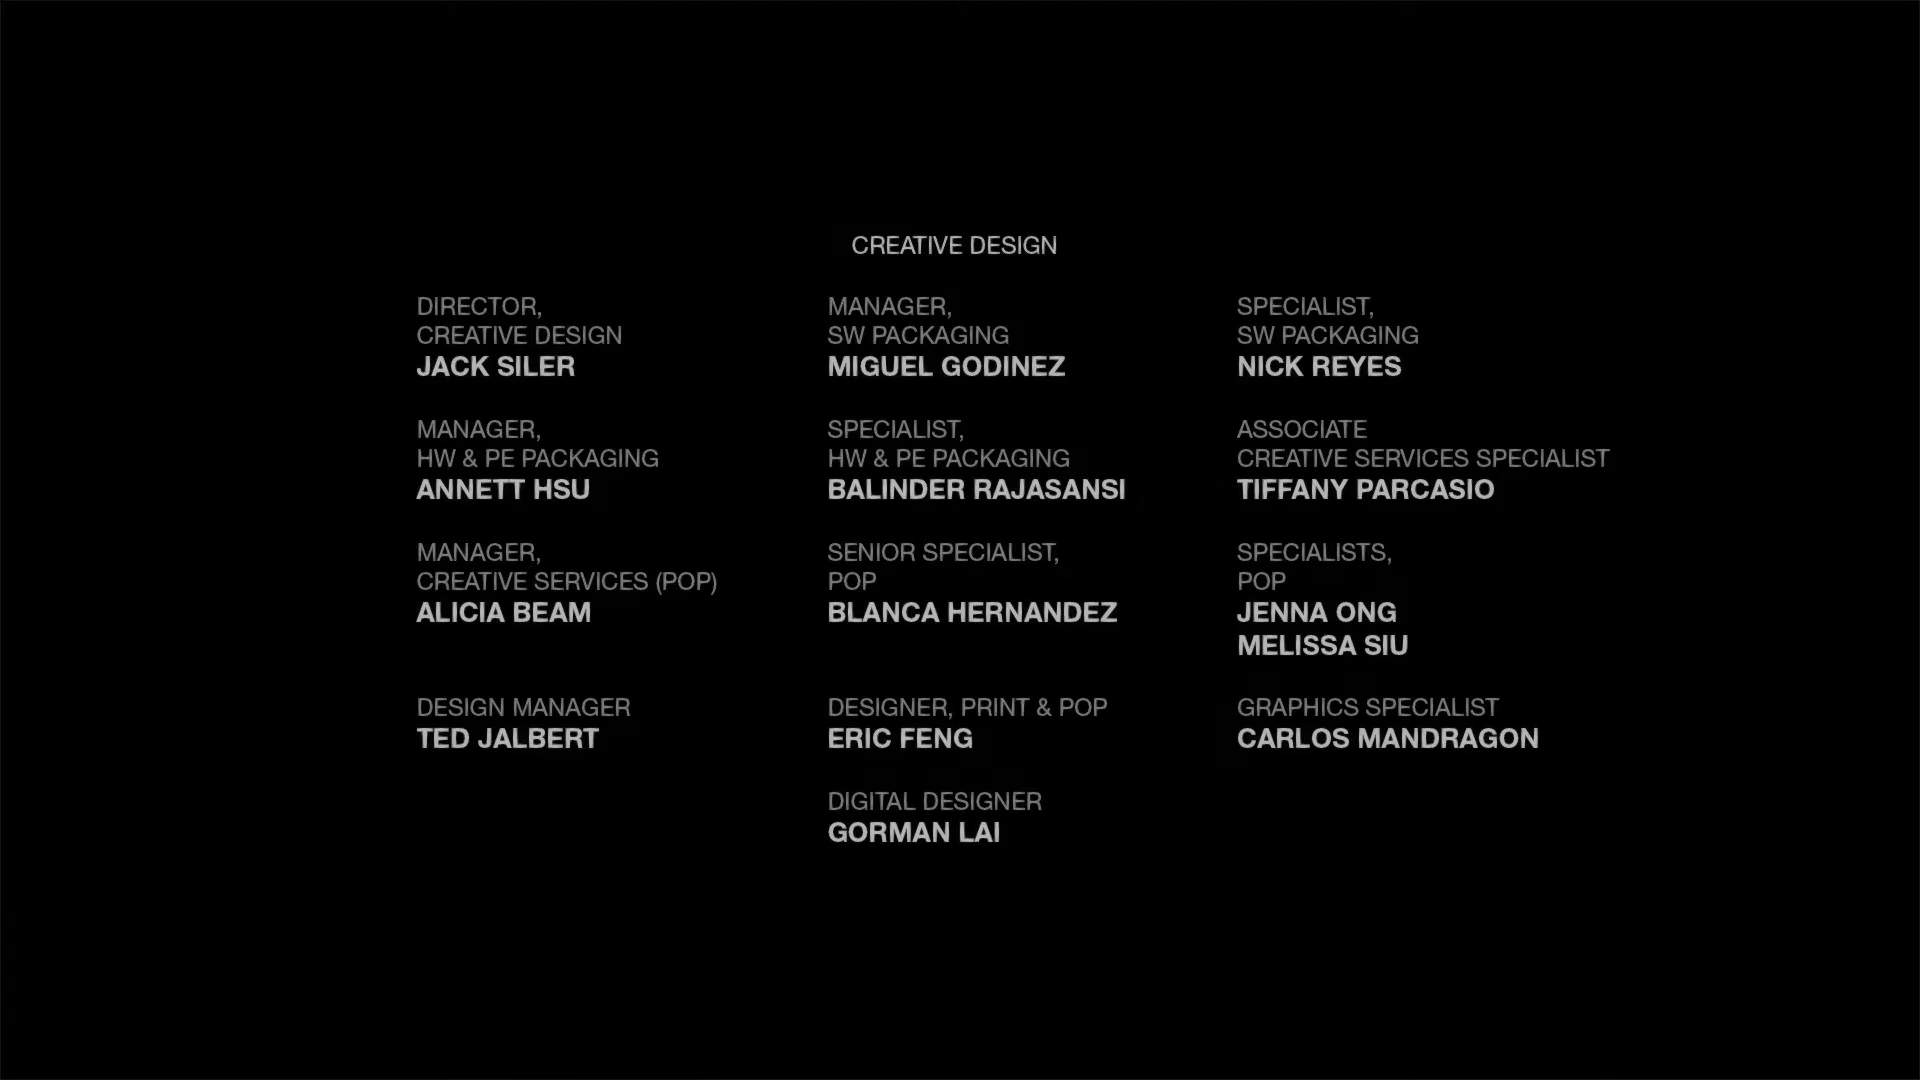 CREATIVE DESIGN
DIRECTOR,
CREATIVE DESIGN
JACK SILER
MANAGER,
SW PACKAGING
MIGUEL GODINEZ
SPECIALIST,
SW PACKAGING
NICK REYES
MANAGER,
HW & PE PACKAGING
ANNETT HSU
SPECIALIST,
HW & PE PACKAGING
BALINDER RAJASANSI
ASSOCIATE
CREATIVE SERVICES SPECIALIST
TIFFANY PARCASIO
MANAGER,
CREATIVE SERVICES (POP)
ALICIA BEAM
SENIOR SPECIALIST,
POP
BLANCA HERNANDEZ
SPECIALISTS,
POP
JENNA ONG
MELISSA SIU
DESIGN MANAGER
TED JALBERT
DESIGNER, PRINT & POP
ERIC FENG
GRAPHICS SPECIALIST
CARLOS MANDRAGON
DIGITAL DESIGNER
GORMAN LAI